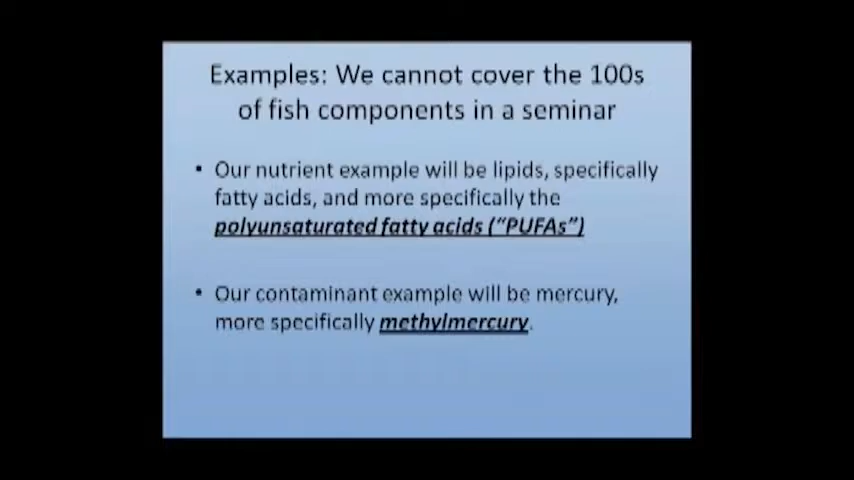 Examples: We cannot cover the 100s
of fish components in a seminar
• Our nutrient example will be lipids, specifically
fatty acids, and more specifically the
polyunsaturated fatty acids (“PUFAs”)
• Our contaminant example will be mercury,
more specifically methylmercury.